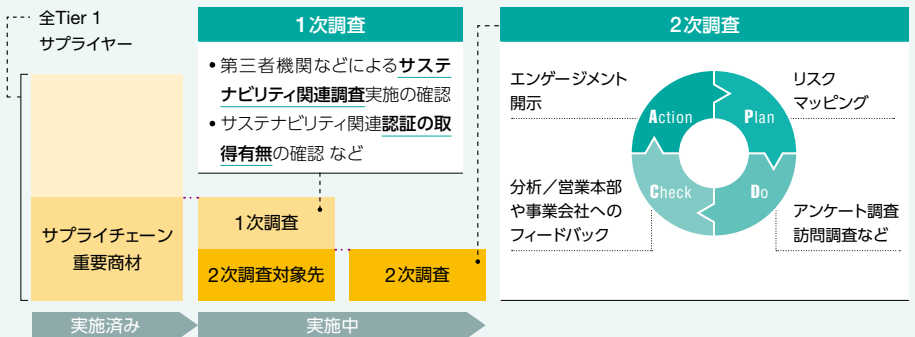 全Tier 1
サプライヤー
サプライチェーン
重要商材
1次調査
• 第三者機関などによるサステ
ナビリティ関連調査実施の確認
• サステナビリティ関連認証の取
得有無の確認 など
1次調査
2次調査対象先
2次調査
2次調査
エンゲージメント
開示
リスク
マッピング
Action
Plan
Check
Do
分析／営業本部
や事業会社への
フィードバック
アンケート調査
訪問調査など
実施済み
実施中